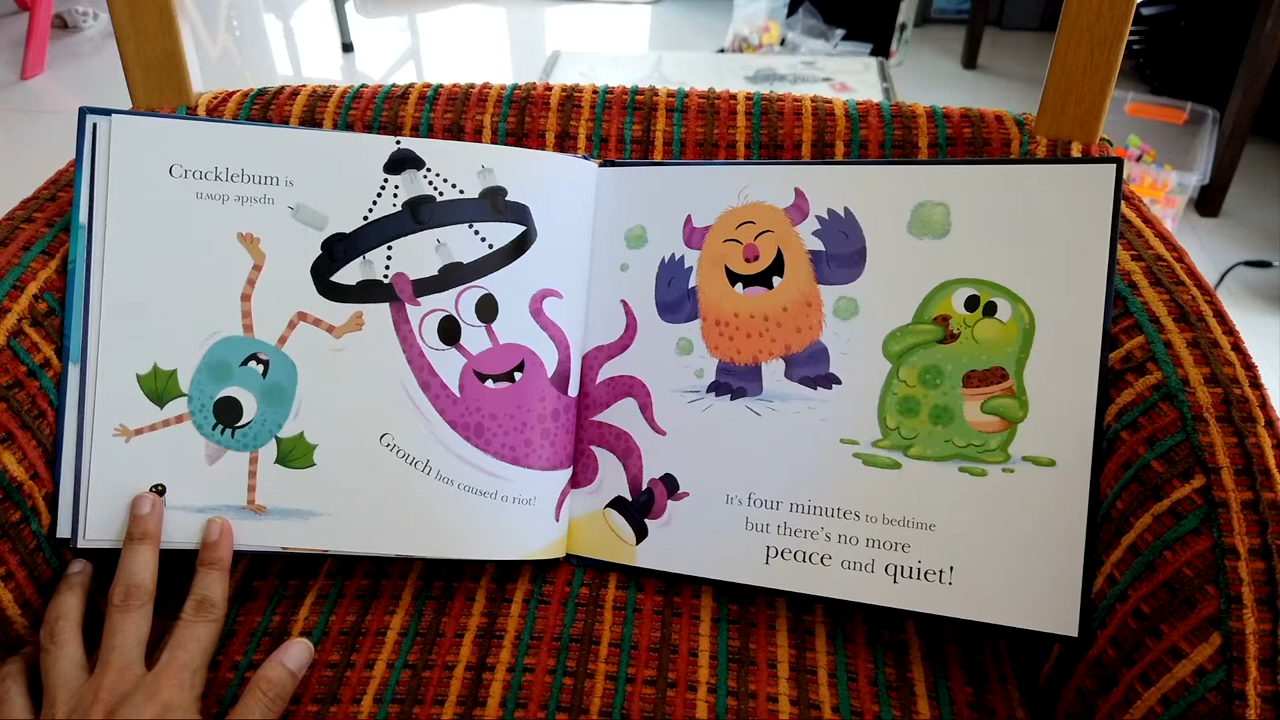 Cracklebum is
upside down
Grouch has caused a riot!
It's four minutes to bedtime
but there's no more
peace and quiet!